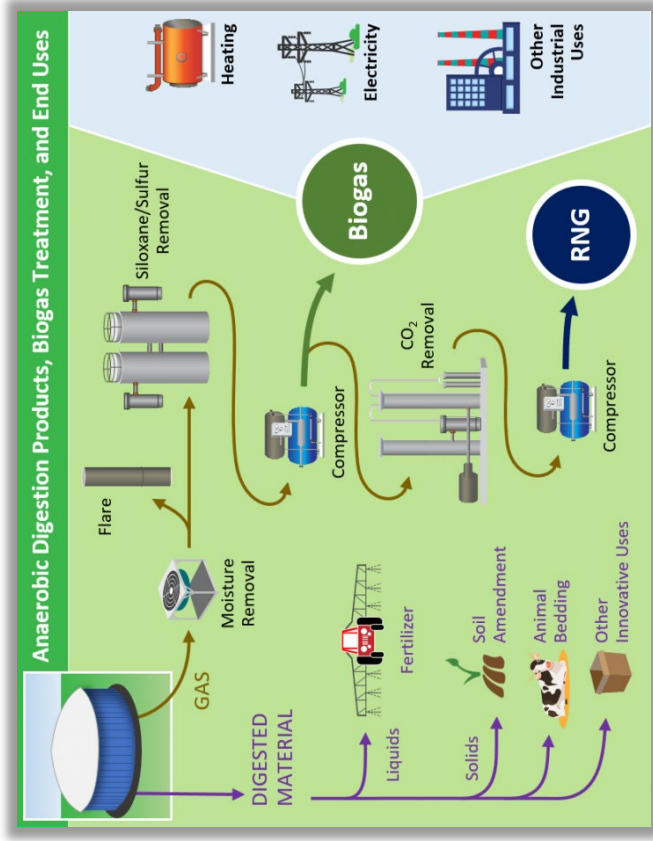 Anaerobic Digestion Products, Biogas Treatment, and End Uses
GAS
Moisture
Removal
Flare
Siloxane/Sulfur
Removal
Compressor
Biogas
CO₂
Removal
Compressor
RNG
Heating
Electricity
Other
Industrial
Uses
DIGESTED
MATERIAL
Liquids
Fertilizer
Solids
Soil
Amendment
Animal
Bedding
Other
Innovative Uses